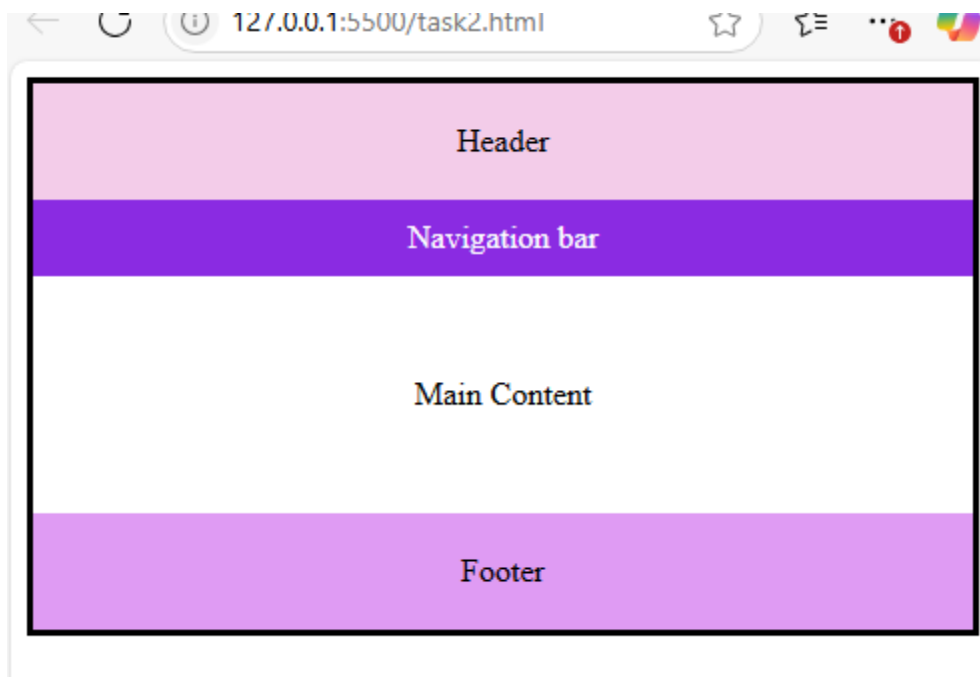 127.0.0.1:5500/task2.html
Header
Navigation bar
Main Content
Footer